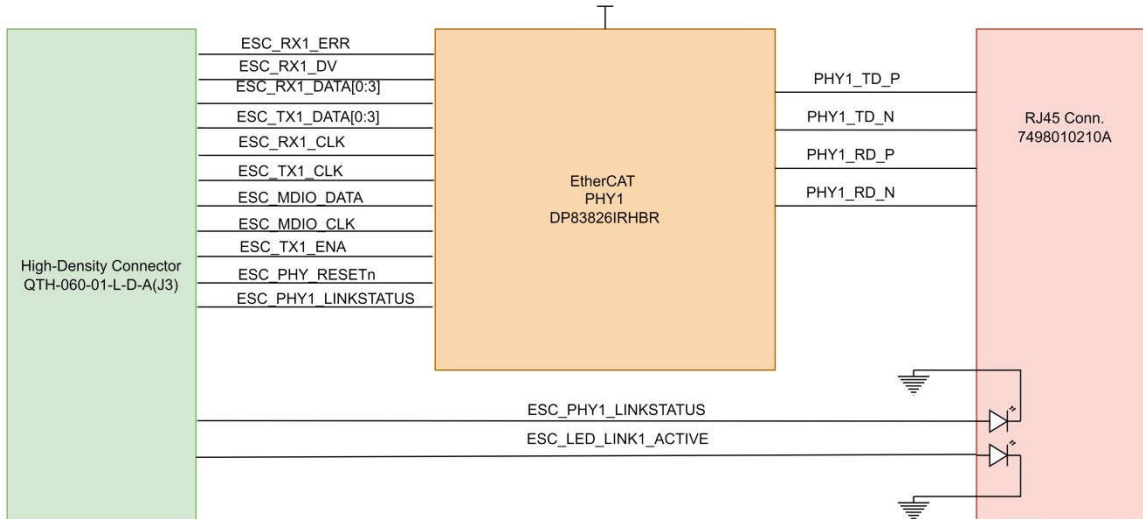 ESC_RX1_ERR
ESC_RX1_DV
ESC_RX1_DATA[0:3]
ESC_TX1_DATA[0:3]
ESC_RX1_CLK
ESC_TX1_CLK
ESC_MDIO_DATA
ESC_MDIO_CLK
ESC_TX1_ENA
ESC_PHY_RESETn
ESC_PHY1_LINKSTATUS
High-Density Connector
QTH-060-01-L-D-A(J3)
EtherCAT
PHY1
DP83826IRHBR
PHY1_TD_P
PHY1_TD_N
PHY1_RD_P
PHY1_RD_N
RJ45 Conn.
7498010210A
ESC_PHY1_LINKSTATUS
ESC_LED_LINK1_ACTIVE